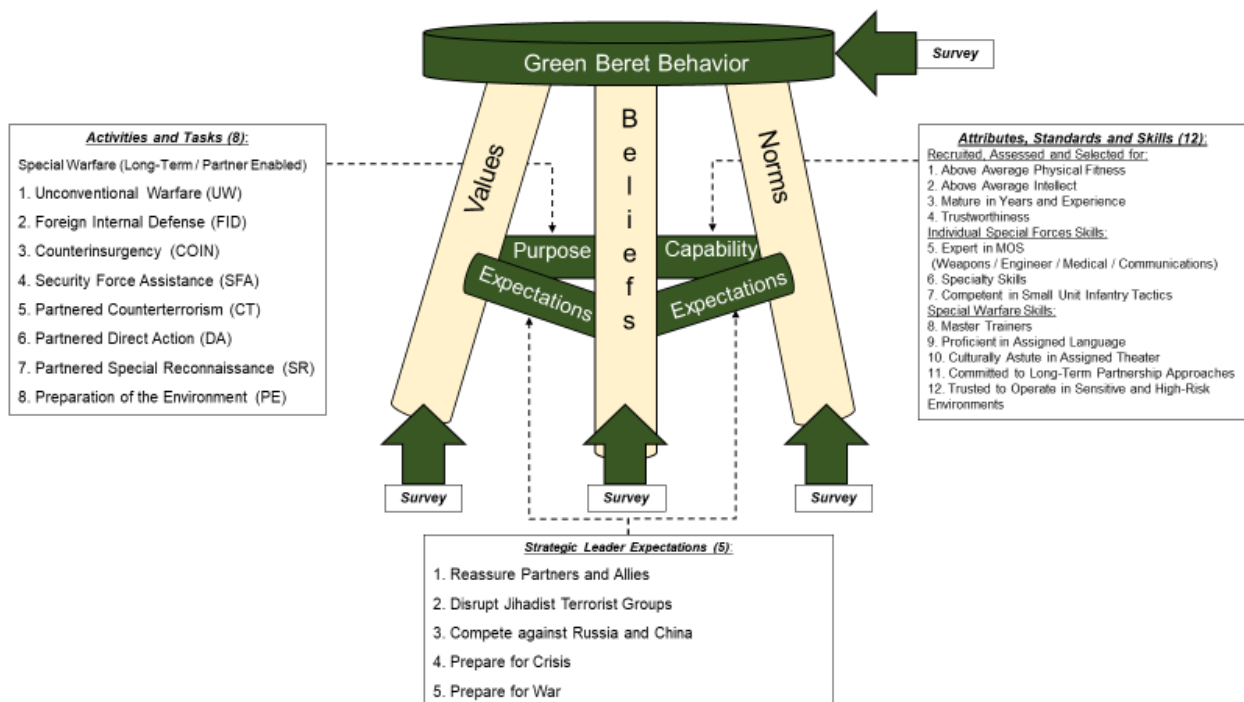 Green Beret Behavior
Survey
Values
Beliefs
Norms
Purpose
Capability
Expectations
Expectations
Activities and Tasks (8):
Special Warfare (Long-Term / Partner Enabled)
1. Unconventional Warfare (UW)
2. Foreign Internal Defense (FID)
3. Counterinsurgency (COIN)
4. Security Force Assistance (SFA)
5. Partnered Counterterrorism (CT)
6. Partnered Direct Action (DA)
7. Partnered Special Reconnaissance (SR)
8. Preparation of the Environment (PE)
Attributes, Standards and Skills (12):
Recruited, Assessed and Selected for:
1. Above Average Physical Fitness
2. Above Average Intellect
3. Mature in Years and Experience
4. Trustworthiness
Individual Special Forces Skills:
5. Expert in MOS
(Weapons / Engineer / Medical / Communications)
6. Specialty Skills
7. Competent in Small Unit Infantry Tactics
Special Warfare Skills:
8. Master Trainers
9. Proficient in Assigned Language
10. Culturally Astute in Assigned Theater
11. Committed to Long-Term Partnership Approaches
12. Trusted to Operate in Sensitive and High-Risk
Environments
Survey
Survey
Survey
Strategic Leader Expectations (5):
1. Reassure Partners and Allies
2. Disrupt Jihadist Terrorist Groups
3. Compete against Russia and China
4. Prepare for Crisis
5. Prepare for War